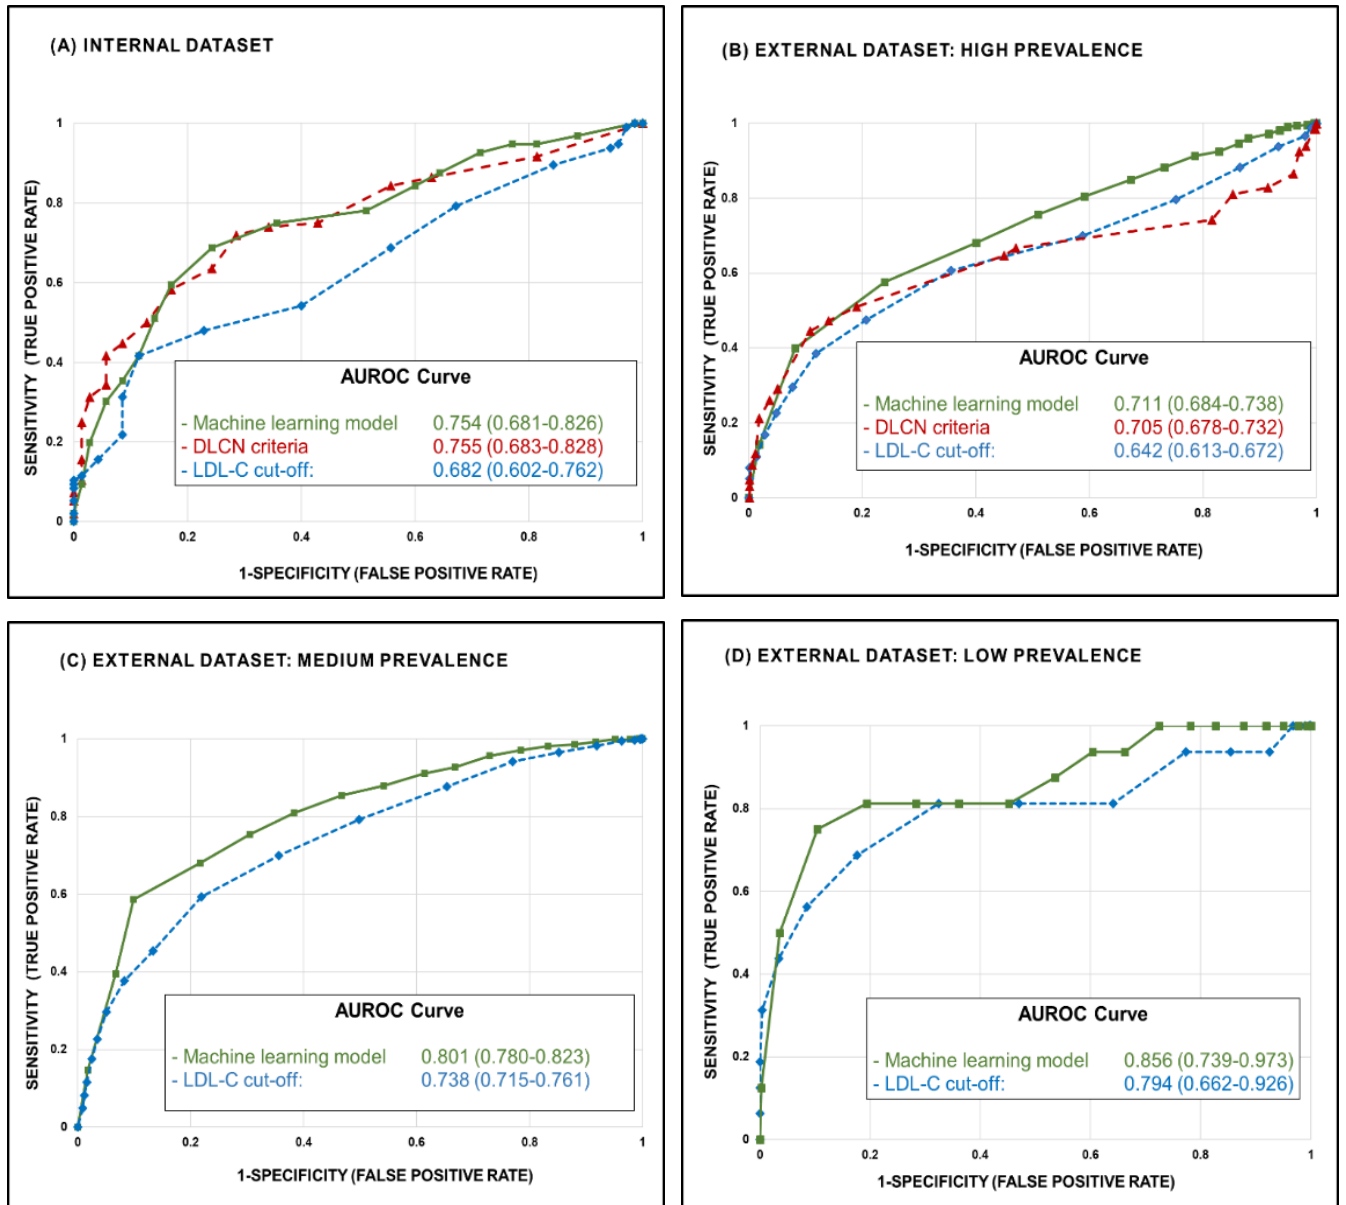 (A) INTERNAL DATASET
SENSITIVITY (TRUE POSITIVE RATE)
1
0.8
0.6
0.4
0.2
0
AUROC Curve
- Machine learning model 0.754 (0.681-0.826)
- DLCN criteria 0.755 (0.683-0.828)
- LDL-C cut-off: 0.682 (0.602-0.762)
0 0.2 0.4 0.6 0.8 1
1-SPECIFICITY (FALSE POSITIVE RATE)
(B) EXTERNAL DATASET: HIGH PREVALENCE
SENSITIVITY (TRUE POSITIVE RATE)
1
0.8
0.6
0.4
0.2
0
AUROC Curve
- Machine learning model 0.711 (0.684-0.738)
- DLCN criteria 0.705 (0.678-0.732)
- LDL-C cut-off: 0.642 (0.613-0.672)
0 0.2 0.4 0.6 0.8 1
1-SPECIFICITY (FALSE POSITIVE RATE)
(C) EXTERNAL DATASET: MEDIUM PREVALENCE
SENSITIVITY (TRUE POSITIVE RATE)
1
0.8
0.6
0.4
0.2
0
AUROC Curve
- Machine learning model 0.801 (0.780-0.823)
- LDL-C cut-off: 0.738 (0.715-0.761)
0 0.2 0.4 0.6 0.8 1
1-SPECIFICITY (FALSE POSITIVE RATE)
(D) EXTERNAL DATASET: LOW PREVALENCE
SENSITIVITY (TRUE POSITIVE RATE)
1
0.8
0.6
0.4
0.2
0
AUROC Curve
- Machine learning model 0.856 (0.739-0.973)
- LDL-C cut-off: 0.794 (0.662-0.926)
0 0.2 0.4 0.6 0.8 1
1-SPECIFICITY (FALSE POSITIVE RATE)